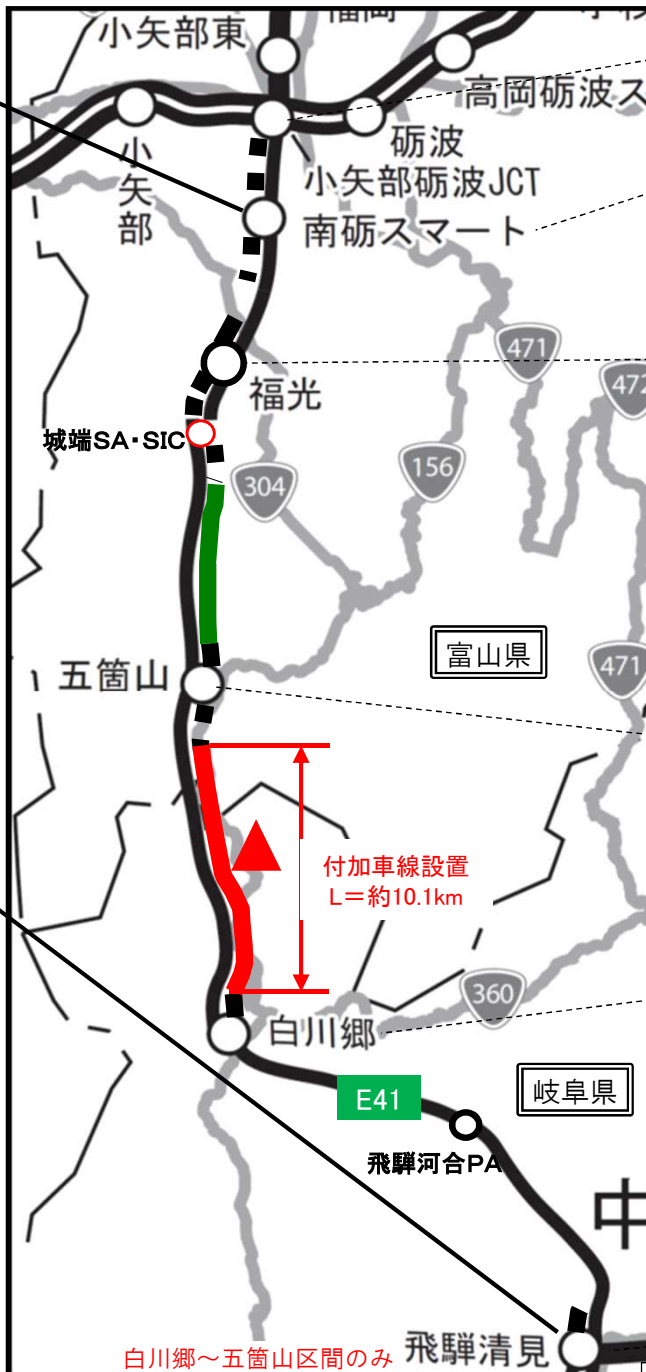 小矢部東
高岡砺波ス
小矢部
砺波
小矢部砺波JCT
南砺スマート
471
472
福光
城端SA・SIC
304
156
富山県
五箇山
471
付加車線設置
L=約10.1km
360
白川郷
E41
岐阜県
飛騨河合PA
中
白川郷～五箇山区間のみ
飛騨清見